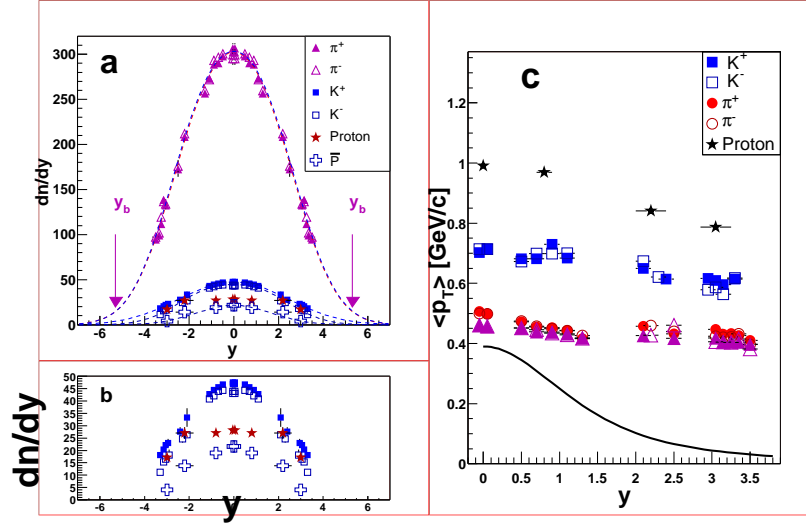 a
300
250
200
150
100
50
0
dn/dy
π+
π-
K+
K-
Proton
P̅
y_b
y_b
-6 -4 -2 0 2 4 6
y
b
50
45
40
35
30
25
20
15
10
5
0
dn/dy
-6 -4 -2 0 2 4 6
y
c
K+
K-
π+
π-
Proton
1.2
1
0.8
0.6
0.4
0.2
0
<p_T> [GeV/c]
0 0.5 1 1.5 2 2.5 3 3.5
y